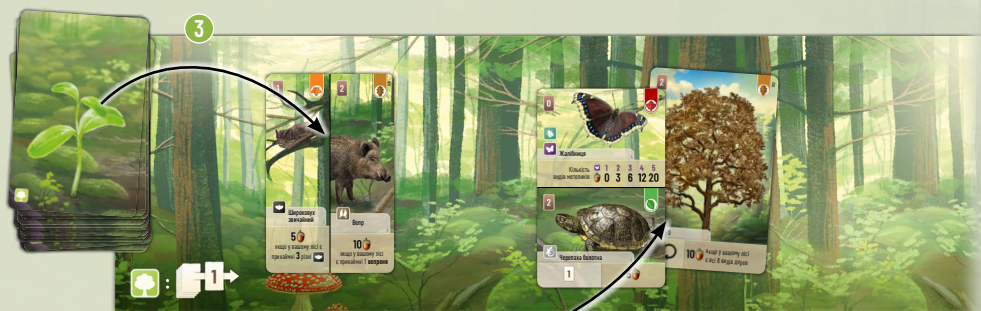 3
1
2
Широковух
звичайний
5
якщо у вашому лісі є
принаймні 3 різні
Вепр
10
якщо у вашому лісі
є принаймні 1 вепреня
0
Жалібниця
Кількість
видів метеликів
1 2 3 4 5
0 3 6 12 20
2
Черепаха болотна
1
2
10 Якщо у вашому лісі
є всі 8 видів дерев
: 1